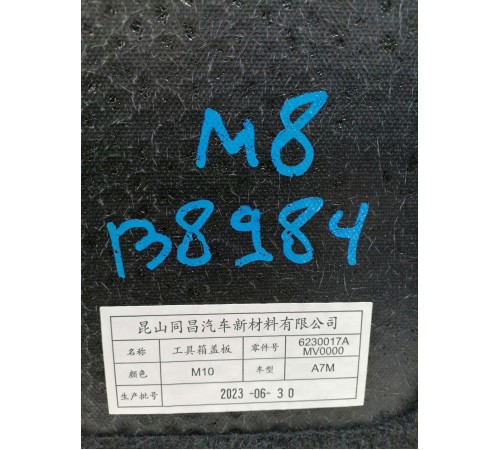 M8
B8984
昆山同昌汽车新材料有限公司
名称 工具箱盖板 零件号 6230017A
MV0000
颜色 M10 车型 A7M
生产批号 2023-06-30